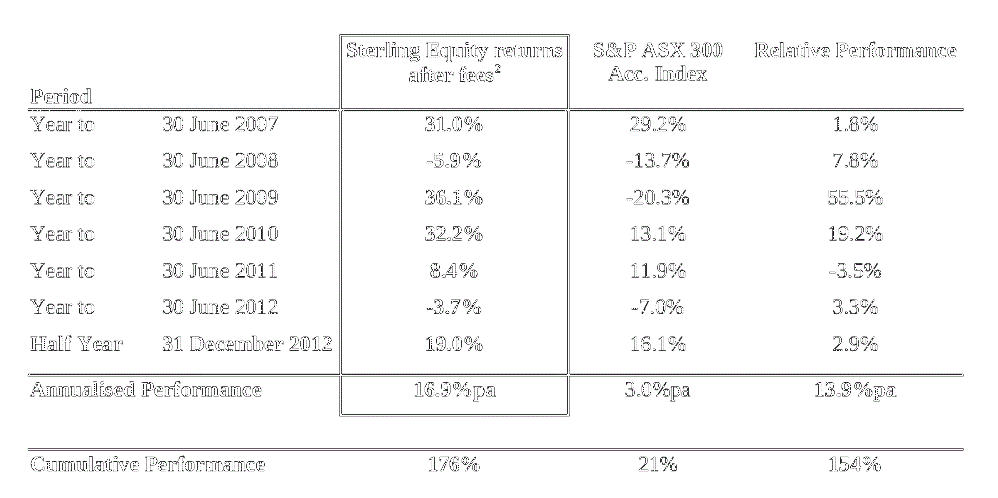 Sterling Equity returns S&P ASX 300 Relative Performance
after fees² Acc. Index
Period
Year to 30 June 2007 31.0% 29.2% 1.8%
Year to 30 June 2008 -5.9% -13.7% 7.8%
Year to 30 June 2009 36.1% -20.3% 55.5%
Year to 30 June 2010 32.2% 13.1% 19.2%
Year to 30 June 2011 8.4% 11.9% -3.5%
Year to 30 June 2012 -3.7% -7.0% 3.3%
Half Year 31 December 2012 19.0% 16.1% 2.9%
Annualised Performance 16.9%pa 3.0%pa 13.9%pa
Cumulative Performance 176% 21% 154%